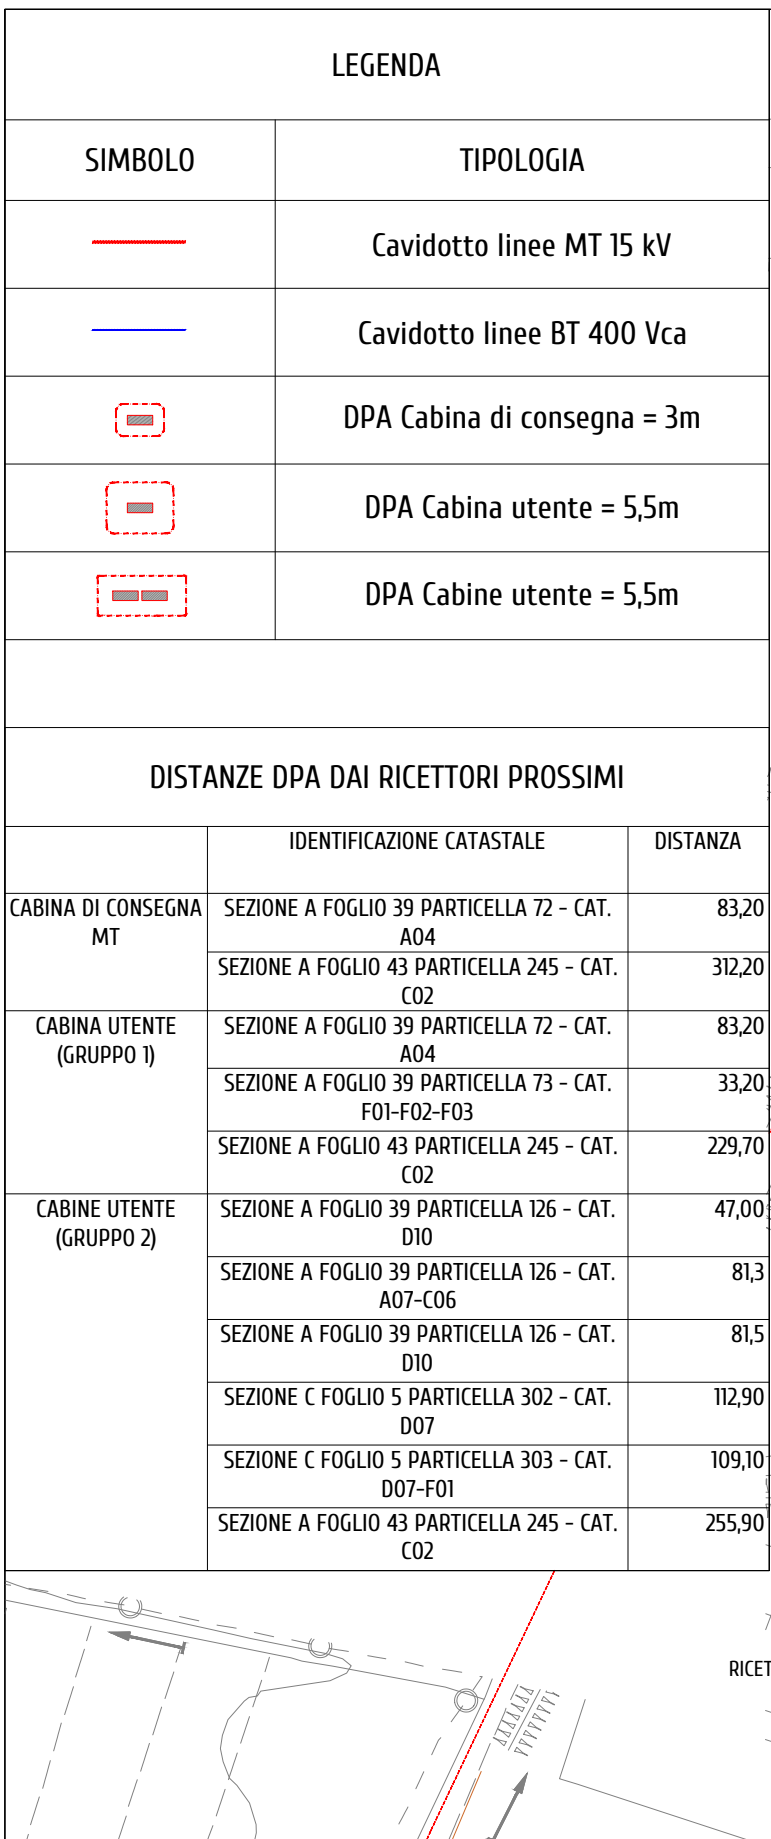 LEGENDA
SIMBOLO
TIPOLOGIA
Cavidotto linee MT 15 kV
Cavidotto linee BT 400 Vca
DPA Cabina di consegna = 3m
DPA Cabina utente = 5,5m
DPA Cabine utente = 5,5m
DISTANZE DPA DAI RICETTORI PROSSIMI
IDENTIFICAZIONE CATASTALE
DISTANZA
CABINA DI CONSEGNA
MT
SEZIONE A FOGLIO 39 PARTICELLA 72 - CAT.
A04
83,20
SEZIONE A FOGLIO 43 PARTICELLA 245 - CAT.
C02
312,20
CABINA UTENTE
(GRUPPO 1)
SEZIONE A FOGLIO 39 PARTICELLA 72 - CAT.
A04
83,20
SEZIONE A FOGLIO 39 PARTICELLA 73 - CAT.
F01-F02-F03
33,20
SEZIONE A FOGLIO 43 PARTICELLA 245 - CAT.
C02
229,70
CABINE UTENTE
(GRUPPO 2)
SEZIONE A FOGLIO 39 PARTICELLA 126 - CAT.
D10
47,00
SEZIONE A FOGLIO 39 PARTICELLA 126 - CAT.
A07-C06
81,3
SEZIONE A FOGLIO 39 PARTICELLA 126 - CAT.
D10
81,5
SEZIONE C FOGLIO 5 PARTICELLA 302 - CAT.
D07
112,90
SEZIONE C FOGLIO 5 PARTICELLA 303 - CAT.
D07-F01
109,10
SEZIONE A FOGLIO 43 PARTICELLA 245 - CAT.
C02
255,90
RICET